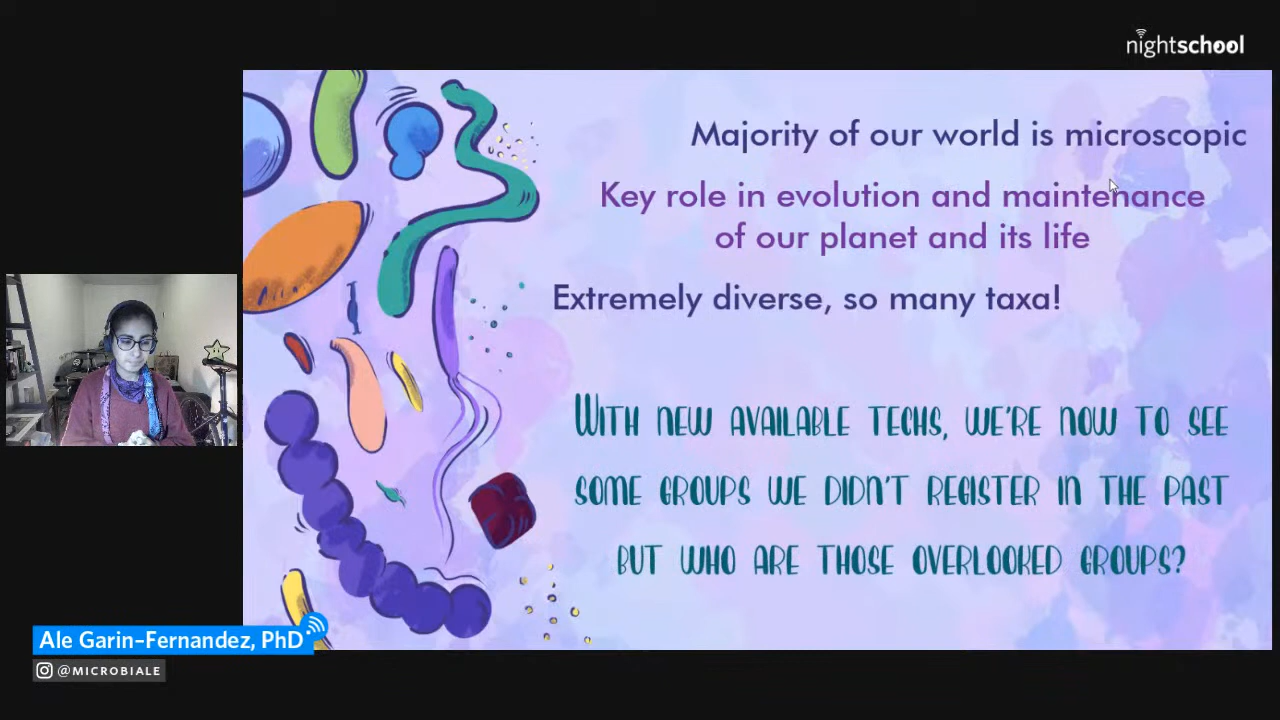 nightschool
Majority of our world is microscopic
Key role in evolution and maintenance
of our planet and its life
Extremely diverse, so many taxa!
With new available techs, we're now to see
some groups we didn't register in the past
but who are those overlooked groups?
Ale Garin-Fernandez, PhD
@MICROBIALE